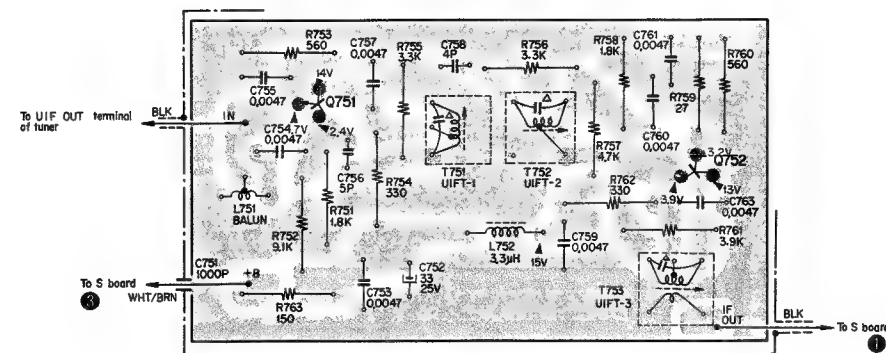 R753
560
C757
0,0047
R755
3.3K
C758
4P
R756
3.3K
R758
1.8K
C761
0,0047
R760
560
C755
0,0047
14V
Q751
R759
27
To UIF OUT terminal
of tuner
BLK
IN
C754
0,0047
4,7V
2.4V
C756
5P
R754
330
T751
UIFT-1
T752
UIFT-2
R757
4.7K
C760
0,0047
3.2V
Q752
R762
330
3.9V
13V
C763
0,0047
L751
BALUN
R751
1.8K
R752
9.1K
R761
3.9K
L752
3,3μH
15V
C759
0,0047
C751
1000P
+B
To S board
3
WHT/BRN
C753
0,0047
C752
33
25V
R763
150
T753
UIFT-3
IF
OUT
BLK
To S board
1